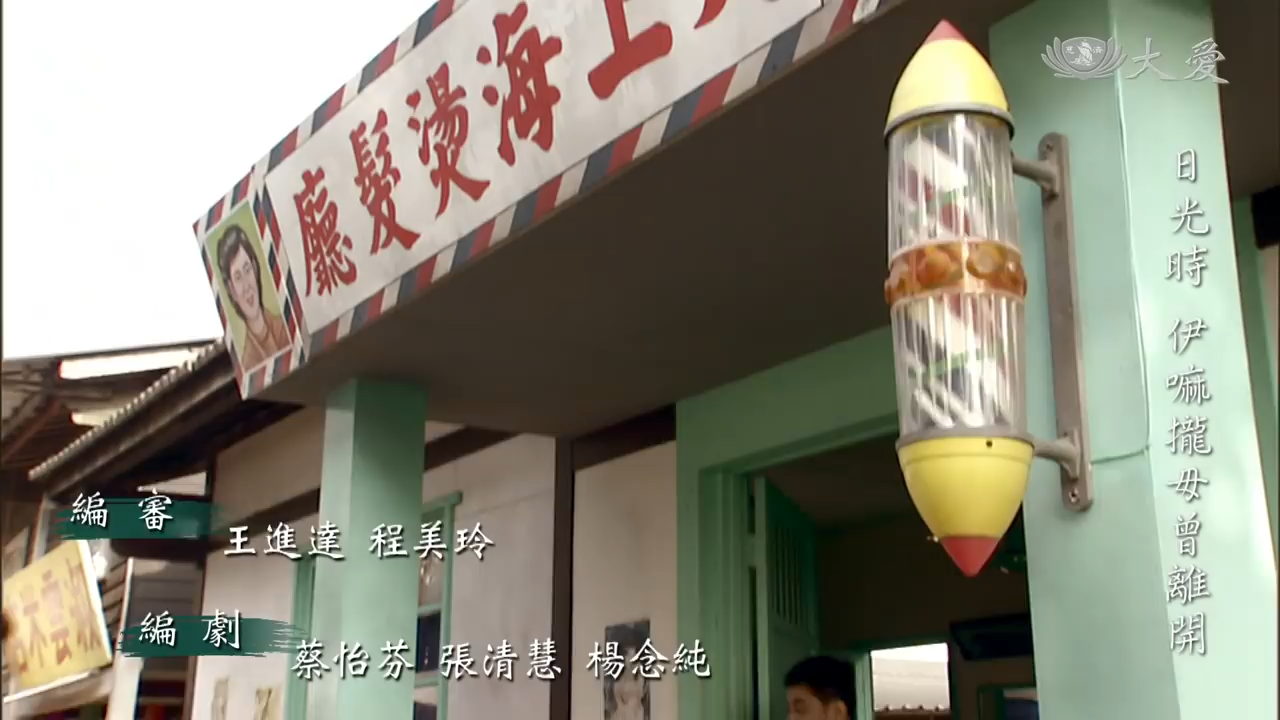 上海燙髮廳
大愛
日光時 伊嘛攏毋曾離開
編審
王進達 程美玲
編劇
蔡怡芬 張清慧 楊念純